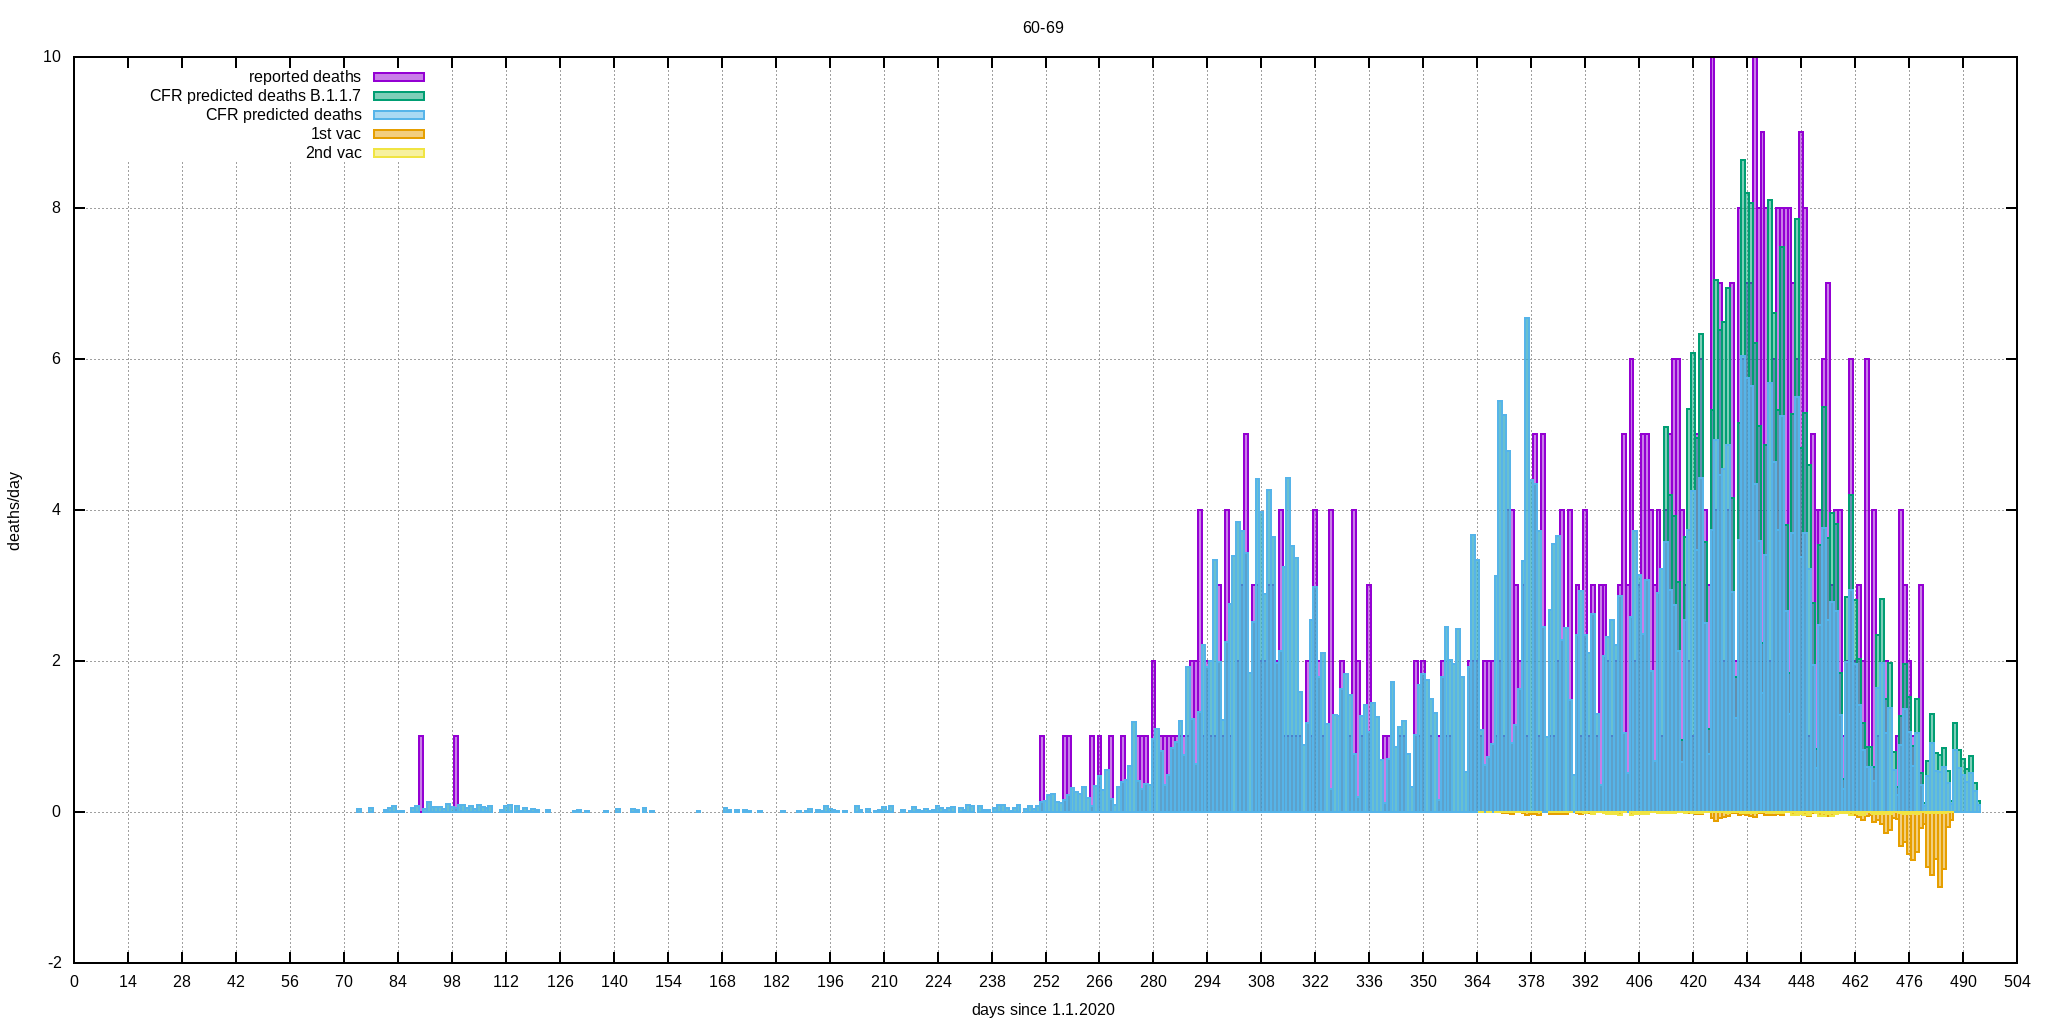 60-69
10
8
6
4
2
0
-2
deaths/day
reported deaths
CFR predicted deaths B.1.1.7
CFR predicted deaths
1st vac
2nd vac
0 14 28 42 56 70 84 98 112 126 140 154 168 182 196 210 224 238 252 266 280 294 308 322 336 350 364 378 392 406 420 434 448 462 476 490 504
days since 1.1.2020